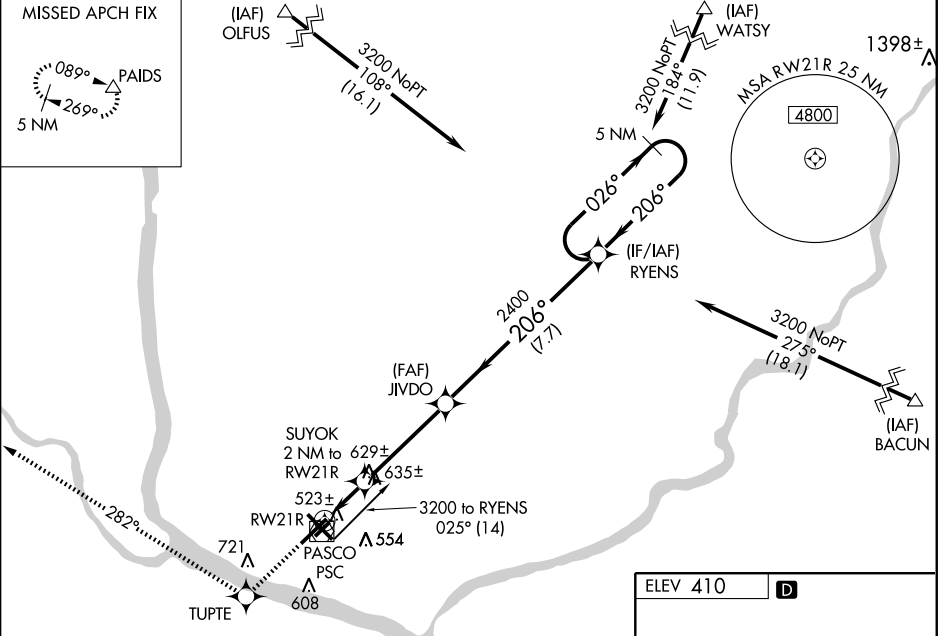 MISSED APCH FIX
089°
PAIDS
269°
5 NM
(IAF)
OLFUS
3200 NoPT
108°
(16.1)
(IAF)
WATSY
3200 NoPT
184°
(11.9)
1398±
MSA RW21R 25 NM
4800
5 NM
026°
206°
(IF/IAF)
RYENS
2400
206°
(7.7)
3200 NoPT
275°
(18.1)
(IAF)
BACUN
(FAF)
JIVDO
SUYOK
2 NM to
RW21R
629±
635±
523±
RW21R
3200 to RYENS
025° (14)
PASCO
PSC
554
282°
721
608
TUPTE
ELEV 410
D